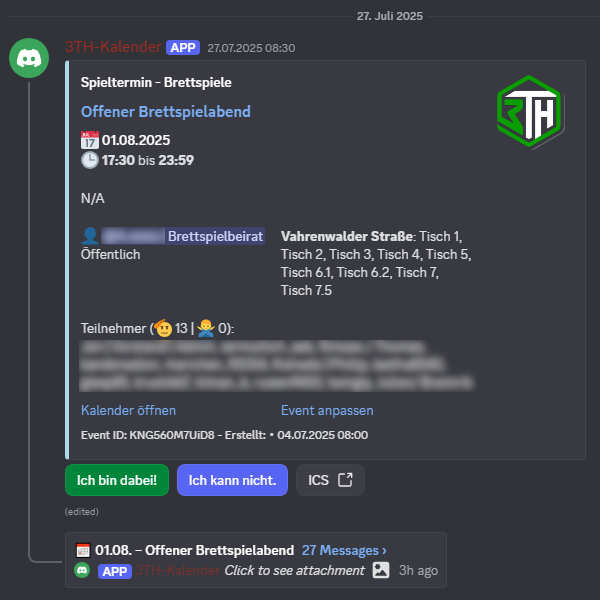 27. Juli 2025
3TH-Kalender APP 27.07.2025 08:30
Spieltermin - Brettspiele
Offener Brettspielabend
3TH
17 01.08.2025
17:30 bis 23:59
N/A
Brettspielbeirat
Öffentlich
Vahrenwalder Straße: Tisch 1,
Tisch 2, Tisch 3, Tisch 4, Tisch 5,
Tisch 6.1, Tisch 6.2, Tisch 7,
Tisch 7.5
Teilnehmer (13 | 0):
Kalender öffnen Event anpassen
Event ID: KNG560M7UiD8 - Erstellt: • 04.07.2025 08:00
Ich bin dabei! Ich kann nicht. ICS
(edited)
01.08. – Offener Brettspielabend 27 Messages ›
APP 3TH-Kalender Click to see attachment 3h ago